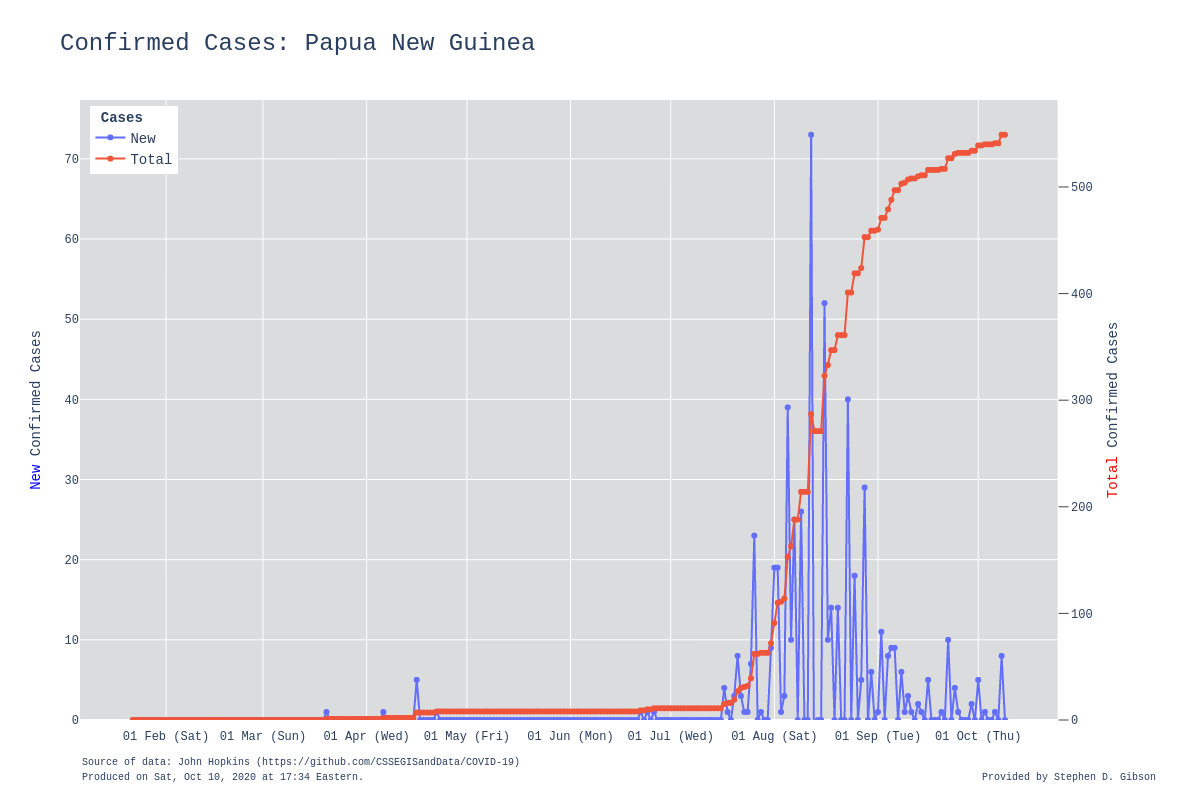 Confirmed Cases: Papua New Guinea
Cases
New
Total
70
60
50
40
30
20
10
0
New Confirmed Cases
500
400
300
200
100
0
Total Confirmed Cases
01 Feb (Sat) 01 Mar (Sun) 01 Apr (Wed) 01 May (Fri) 01 Jun (Mon) 01 Jul (Wed) 01 Aug (Sat) 01 Sep (Tue) 01 Oct (Thu)
Source of data: John Hopkins (https://github.com/CSSEGISandData/COVID-19)
Produced on Sat, Oct 10, 2020 at 17:34 Eastern.
Provided by Stephen D. Gibson